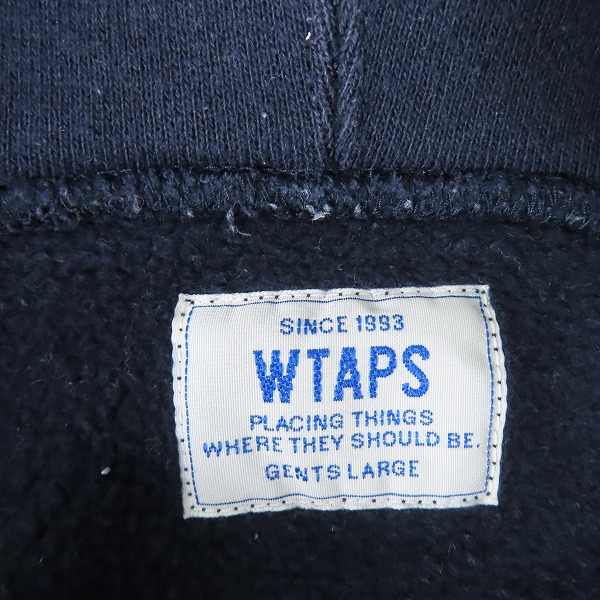 SINCE 1993
WTAPS
PLACING THINGS
WHERE THEY SHOULD BE.
GENTS LARGE